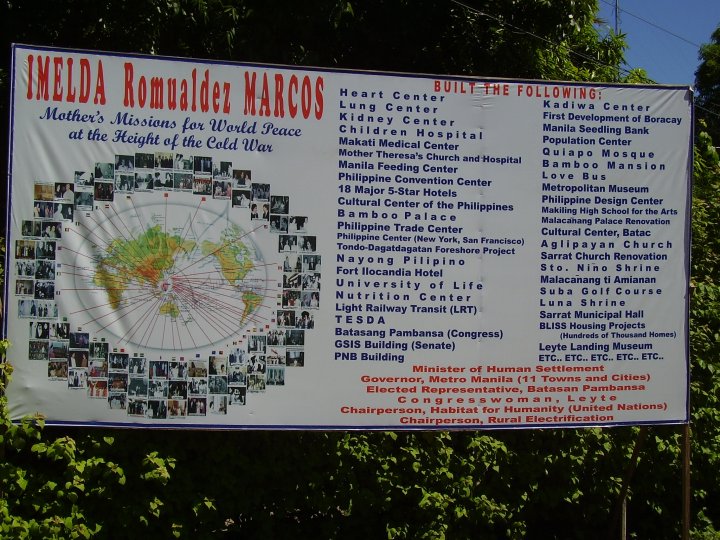 IMELDA Romualdez MARCOS
Mother's Missions for World Peace
at the Height of the Cold War
BUILT THE FOLLOWING:
Heart Center
Lung Center
Kidney Center
Children Hospital
Makati Medical Center
Mother Theresa's Church and Hospital
Manila Feeding Center
Philippine Convention Center
18 Major 5-Star Hotels
Cultural Center of the Philippines
Bamboo Palace
Philippine Trade Center
Philippine Center (New York, San Francisco)
Tondo-Dagatdagatan Foreshore Project
Nayong Pilipino
Fort Ilocandia Hotel
University of Life
Nutrition Center
Light Railway Transit (LRT)
TESDA
Batasang Pambansa (Congress)
GSIS Building (Senate)
PNB Building
Kadiwa Center
First Development of Boracay
Manila Seedling Bank
Population Center
Quiapo Mosque
Bamboo Mansion
Love Bus
Metropolitan Museum
Philippine Design Center
Makiling High School for the Arts
Malacañang Palace Renovation
Cultural Center, Batac
Aglipayan Church
Sarrat Church Renovation
Sto. Niño Shrine
Malacañang ti Amianan
Suba Golf Course
Luna Shrine
Sarrat Municipal Hall
BLISS Housing Projects
(Hundreds of Thousand Homes)
Leyte Landing Museum
ETC.. ETC.. ETC.. ETC.. ETC..
Minister of Human Settlement
Governor, Metro Manila (11 Towns and Cities)
Elected Representative, Batasan Pambansa
Congresswoman, Leyte
Chairperson, Habitat for Humanity (United Nations)
Chairperson, Rural Electrification